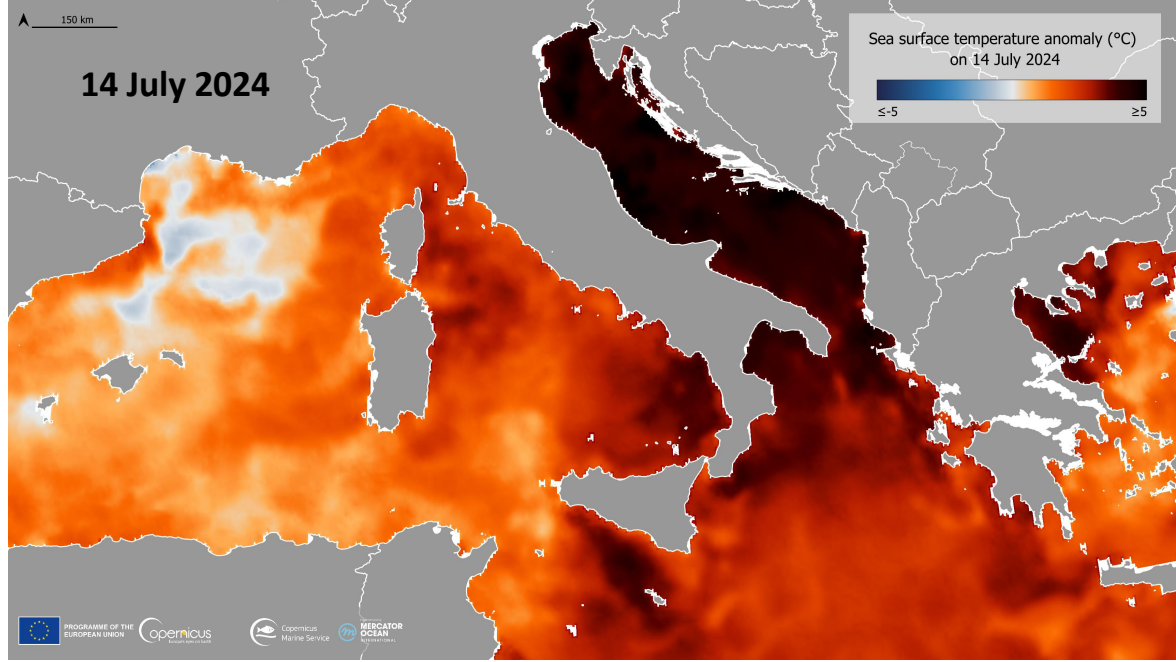 150 km
14 July 2024
Sea surface temperature anomaly (°C)
on 14 July 2024
≤-5
≥5
PROGRAMME OF THE
EUROPEAN UNION
opernicus
Europe's eyes on Earth
Copernicus
Marine Service
MERCATOR
OCEAN
INTERNATIONAL